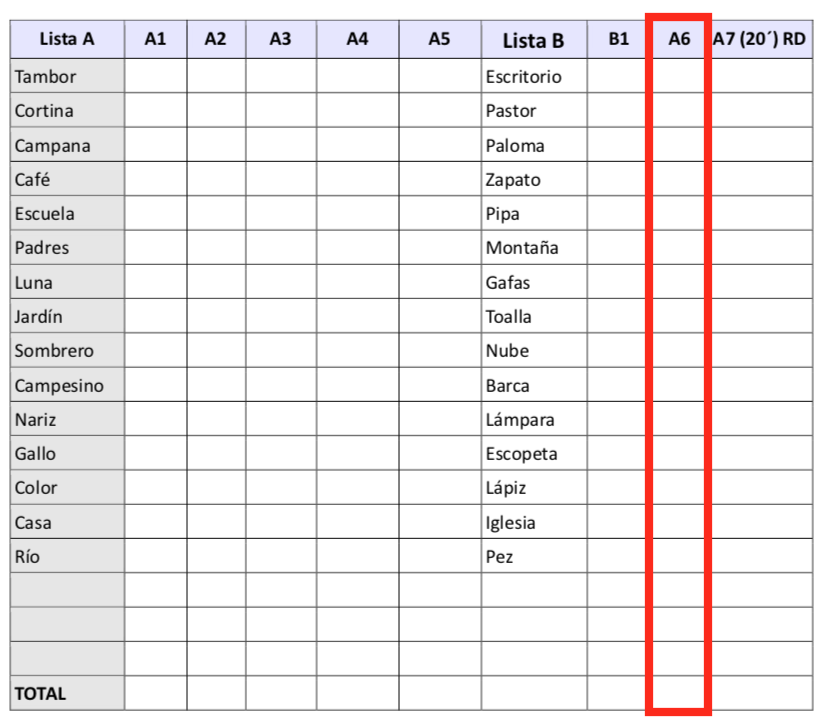 Lista A A1 A2 A3 A4 A5 Lista B B1 A6 A7 (20´) RD
Tambor Escritorio
Cortina Pastor
Campana Paloma
Café Zapato
Escuela Pipa
Padres Montaña
Luna Gafas
Jardín Toalla
Sombrero Nube
Campesino Barca
Nariz Lámpara
Gallo Escopeta
Color Lápiz
Casa Iglesia
Río Pez
TOTAL